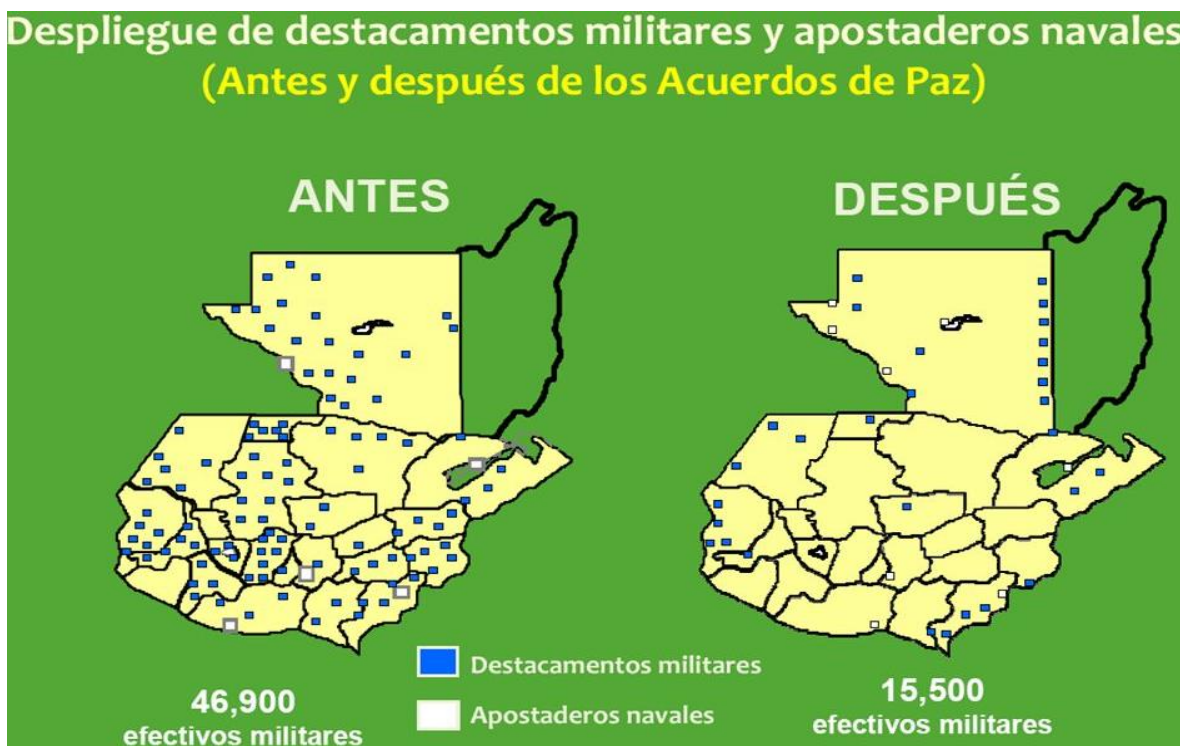 Despliegue de destacamentos militares y apostaderos navales
(Antes y después de los Acuerdos de Paz)
ANTES
DESPUÉS
Destacamentos militares
Apostaderos navales
46,900
efectivos militares
15,500
efectivos militares